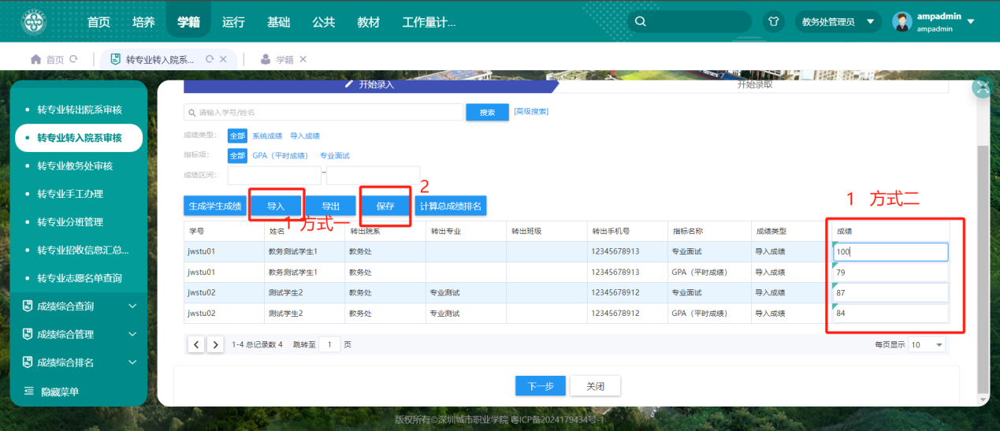 首页 培养 学籍 运行 基础 公共 教材 工作量计... 教务处管理员 ampadmin
ampadmin
首页 转专业转入院系... 学籍
转专业转出院系审核
转专业转入院系审核
转专业教务处审核
转专业手工办理
转专业分班管理
转专业招收信息汇总...
转专业志愿名单查询
成绩综合查询
成绩综合管理
成绩综合排名
隐藏菜单
开始录入 开始录取
请输入学号/姓名 搜索 [高级搜索]
成绩类型: 全部 系统成绩 导入成绩
指标项: 全部 GPA（平时成绩） 专业面试
成绩区间: ~
2
1 方式二
生成学生成绩 导入 导出 保存 计算总成绩排名
1 方式一
学号 姓名 转出院系 转出专业 转出班级 转出手机号 指标名称 成绩类型 成绩
jwstu01 教务测试学生1 教务处 12345678913 专业面试 导入成绩 100
jwstu01 教务测试学生1 教务处 12345678913 GPA（平时成绩） 导入成绩 79
jwstu02 测试学生2 教务处 专业测试 12345678912 专业面试 导入成绩 87
jwstu02 测试学生2 教务处 专业测试 12345678912 GPA（平时成绩） 导入成绩 84
1-4 总记录数 4 跳转至 1 页 每页显示 10
下一步 关闭
版权所有©深圳城市职业学院 粤ICP备2024179434号-1